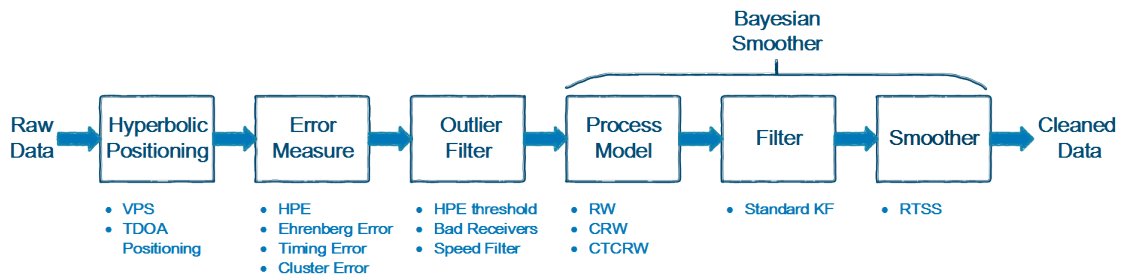 Bayesian
Smoother
Raw
Data
Hyperbolic
Positioning
Error
Measure
Outlier
Filter
Process
Model
Filter
Smoother
Cleaned
Data
• VPS
• TDOA
Positioning
• HPE
• Ehrenberg Error
• Timing Error
• Cluster Error
• HPE threshold
• Bad Receivers
• Speed Filter
• RW
• CRW
• CTCRW
• Standard KF
• RTSS